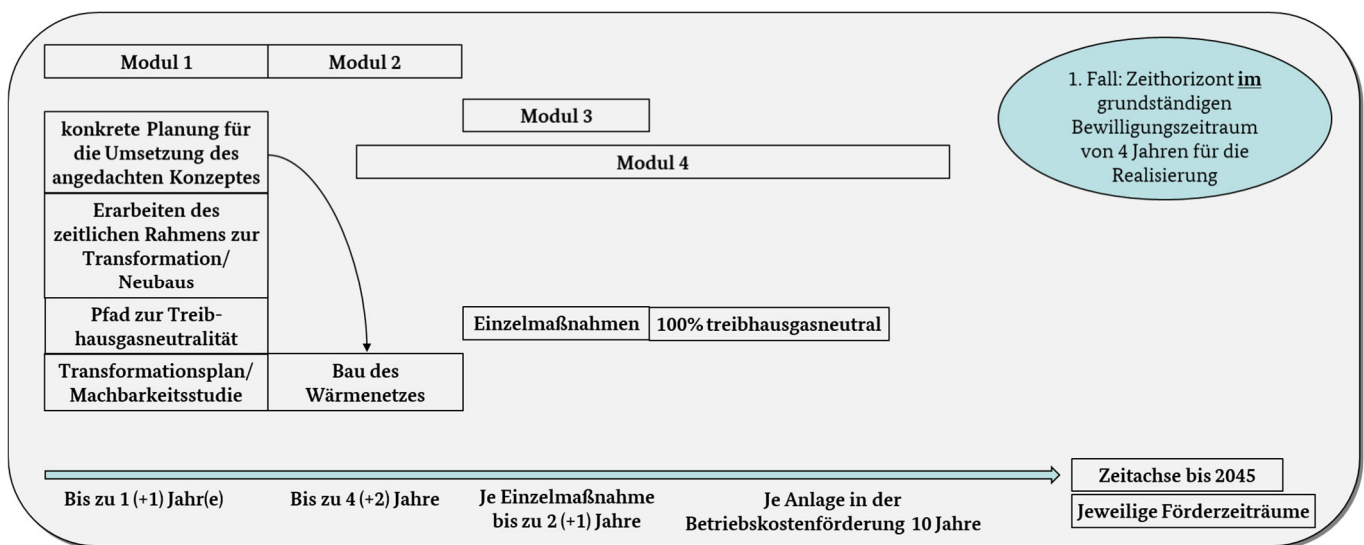 Modul 1
Modul 2
Modul 3
Modul 4
1. Fall: Zeithorizont im
grundständigen
Bewilligungszeitraum
von 4 Jahren für die
Realisierung
konkrete Planung für
die Umsetzung des
angedachten Konzeptes
Erarbeiten des
zeitlichen Rahmens zur
Transformation/
Neubaus
Pfad zur Treib-
hausgasneutralität
Einzelmaßnahmen
100% treibhausgasneutral
Transformationsplan/
Machbarkeitsstudie
Bau des
Wärmenetzes
Bis zu 1 (+1) Jahr(e)
Bis zu 4 (+2) Jahre
Je Einzelmaßnahme
bis zu 2 (+1) Jahre
Je Anlage in der
Betriebskostenförderung 10 Jahre
Zeitachse bis 2045
Jeweilige Förderzeiträume